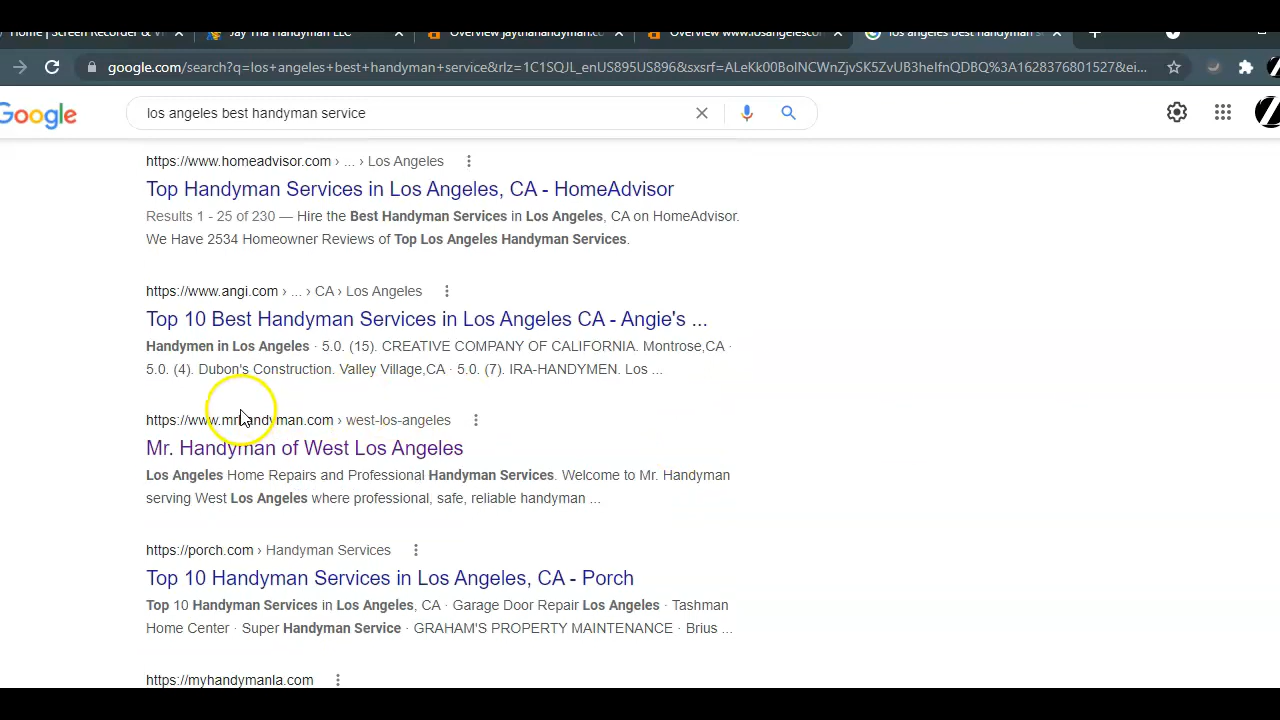 Home | Screen Recorder & Vi
Jay Tha Handyman LLC
Overview jaythahandyman.c
Overview www.losangelescon
los angeles best handyman s
google.com/search?q=los+angeles+best+handyman+service&rlz=1C1SQJL_enUS895US896&sxsrf=ALeKk00BolNCWnZjvSK5ZvUB3heIfnQDBQ%3A1628376801527&ei...
Google
los angeles best handyman service
https://www.homeadvisor.com › ... › Los Angeles
Top Handyman Services in Los Angeles, CA - HomeAdvisor
Results 1 - 25 of 230 — Hire the Best Handyman Services in Los Angeles, CA on HomeAdvisor.
We Have 2534 Homeowner Reviews of Top Los Angeles Handyman Services.
https://www.angi.com › ... › CA › Los Angeles
Top 10 Best Handyman Services in Los Angeles CA - Angie's ...
Handymen in Los Angeles · 5.0. (15). CREATIVE COMPANY OF CALIFORNIA. Montrose,CA ·
5.0. (4). Dubon's Construction. Valley Village,CA · 5.0. (7). IRA-HANDYMEN. Los ...
https://www.mrhandyman.com › west-los-angeles
Mr. Handyman of West Los Angeles
Los Angeles Home Repairs and Professional Handyman Services. Welcome to Mr. Handyman
serving West Los Angeles where professional, safe, reliable handyman ...
https://porch.com › Handyman Services
Top 10 Handyman Services in Los Angeles, CA - Porch
Top 10 Handyman Services in Los Angeles, CA · Garage Door Repair Los Angeles · Tashman
Home Center · Super Handyman Service · GRAHAM'S PROPERTY MAINTENANCE · Brius ...
https://myhandymanla.com